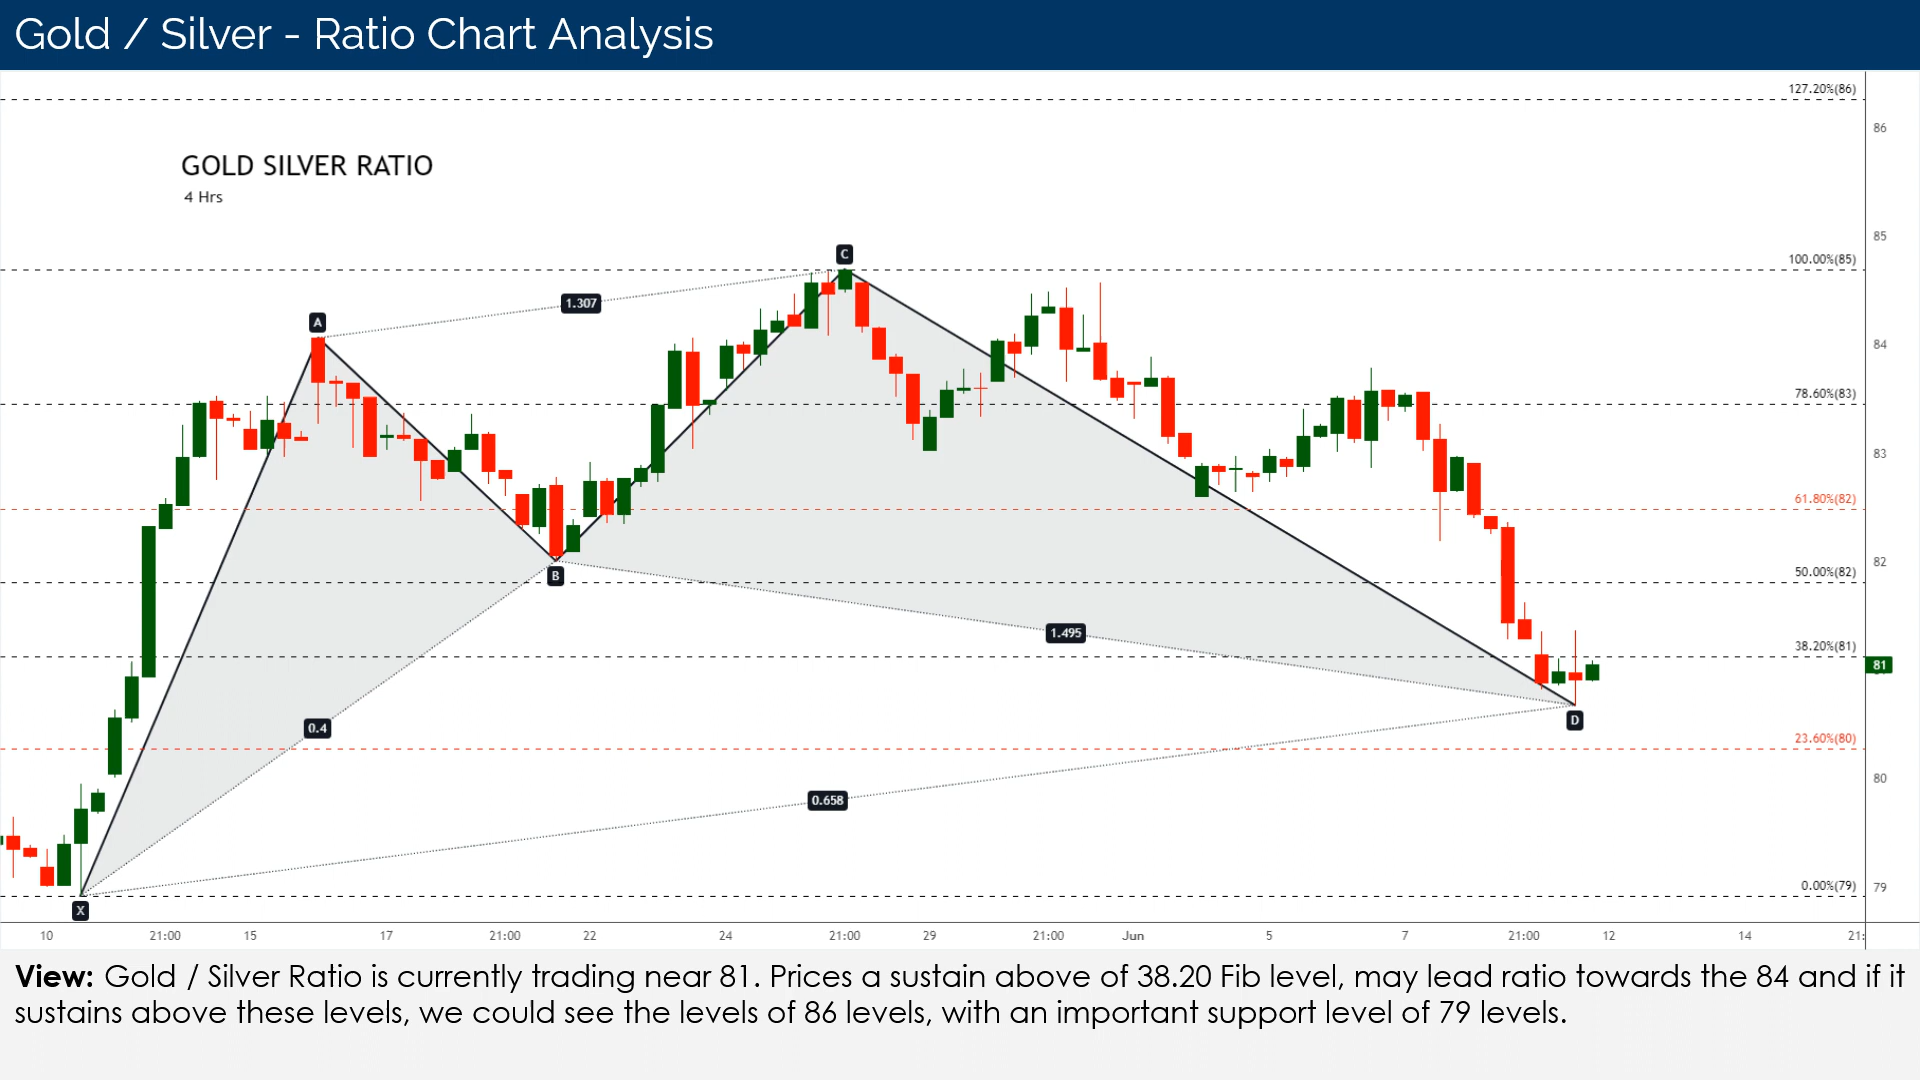 Gold / Silver - Ratio Chart Analysis
127.20%(86)
86
GOLD SILVER RATIO
4 Hrs
85
C
100.00%(85)
1.307
A
84
78.60%(83)
83
61.80%(82)
82
B
50.00%(82)
1.495
38.20%(81)
81
D
0.4
23.60%(80)
80
0.658
0.00%(79)
79
X
10 21:00 15 17 21:00 22 24 21:00 29 21:00 Jun 5 7 21:00 12 14 21:
View: Gold / Silver Ratio is currently trading near 81. Prices a sustain above of 38.20 Fib level, may lead ratio towards the 84 and if it
sustains above these levels, we could see the levels of 86 levels, with an important support level of 79 levels.